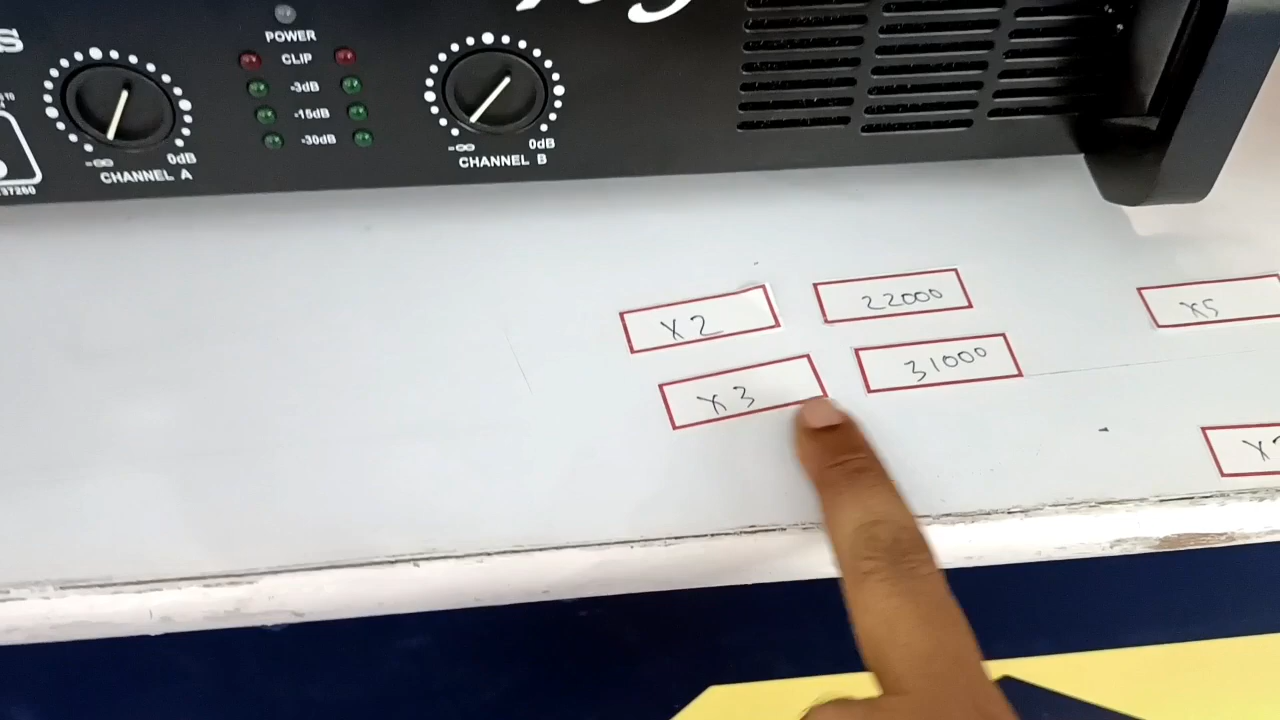 POWER
CLIP
-3dB
-15dB
-30dB
-∞ 0dB
CHANNEL A
-∞ 0dB
CHANNEL B
X2 22000
X3 31000
X5